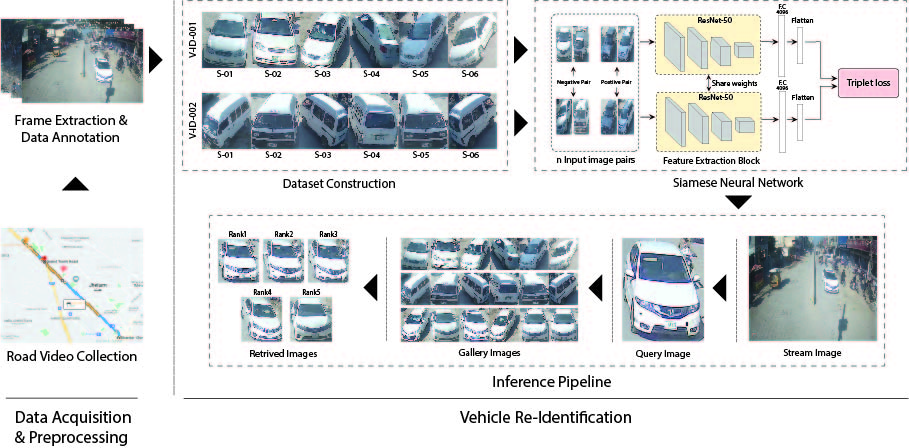 Frame Extraction &
Data Annotation
Road Video Collection
Data Acquisition
& Preprocessing
V-ID-001
S-01 S-02 S-03 S-04 S-05 S-06
V-ID-002
S-01 S-02 S-03 S-04 S-05 S-06
Dataset Construction
Negative Pair
Postive Pair
n Input image pairs
ResNet-50
Share weights
ResNet-50
Feature Extraction Block
FC
4096
Flatten
FC
4096
Flatten
Triplet loss
Siamese Neural Network
Rank1 Rank2 Rank3
Rank4 Rank5
Retrived Images
Gallery Images
Query Image
Stream Image
Inference Pipeline
Vehicle Re-Identification
Jhelum